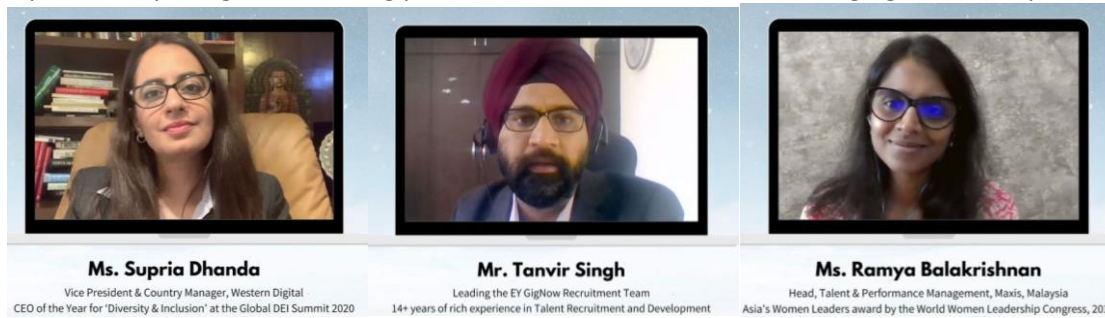 Ms. Supria Dhanda
Vice President & Country Manager, Western Digital
CEO of the Year for 'Diversity & Inclusion' at the Global DEI Summit 2020
Mr. Tanvir Singh
Leading the EY GigNow Recruitment Team
14+ years of rich experience in Talent Recruitment and Development
Ms. Ramya Balakrishnan
Head, Talent & Performance Management, Maxis, Malaysia
Asia's Women Leaders award by the World Women Leadership Congress,